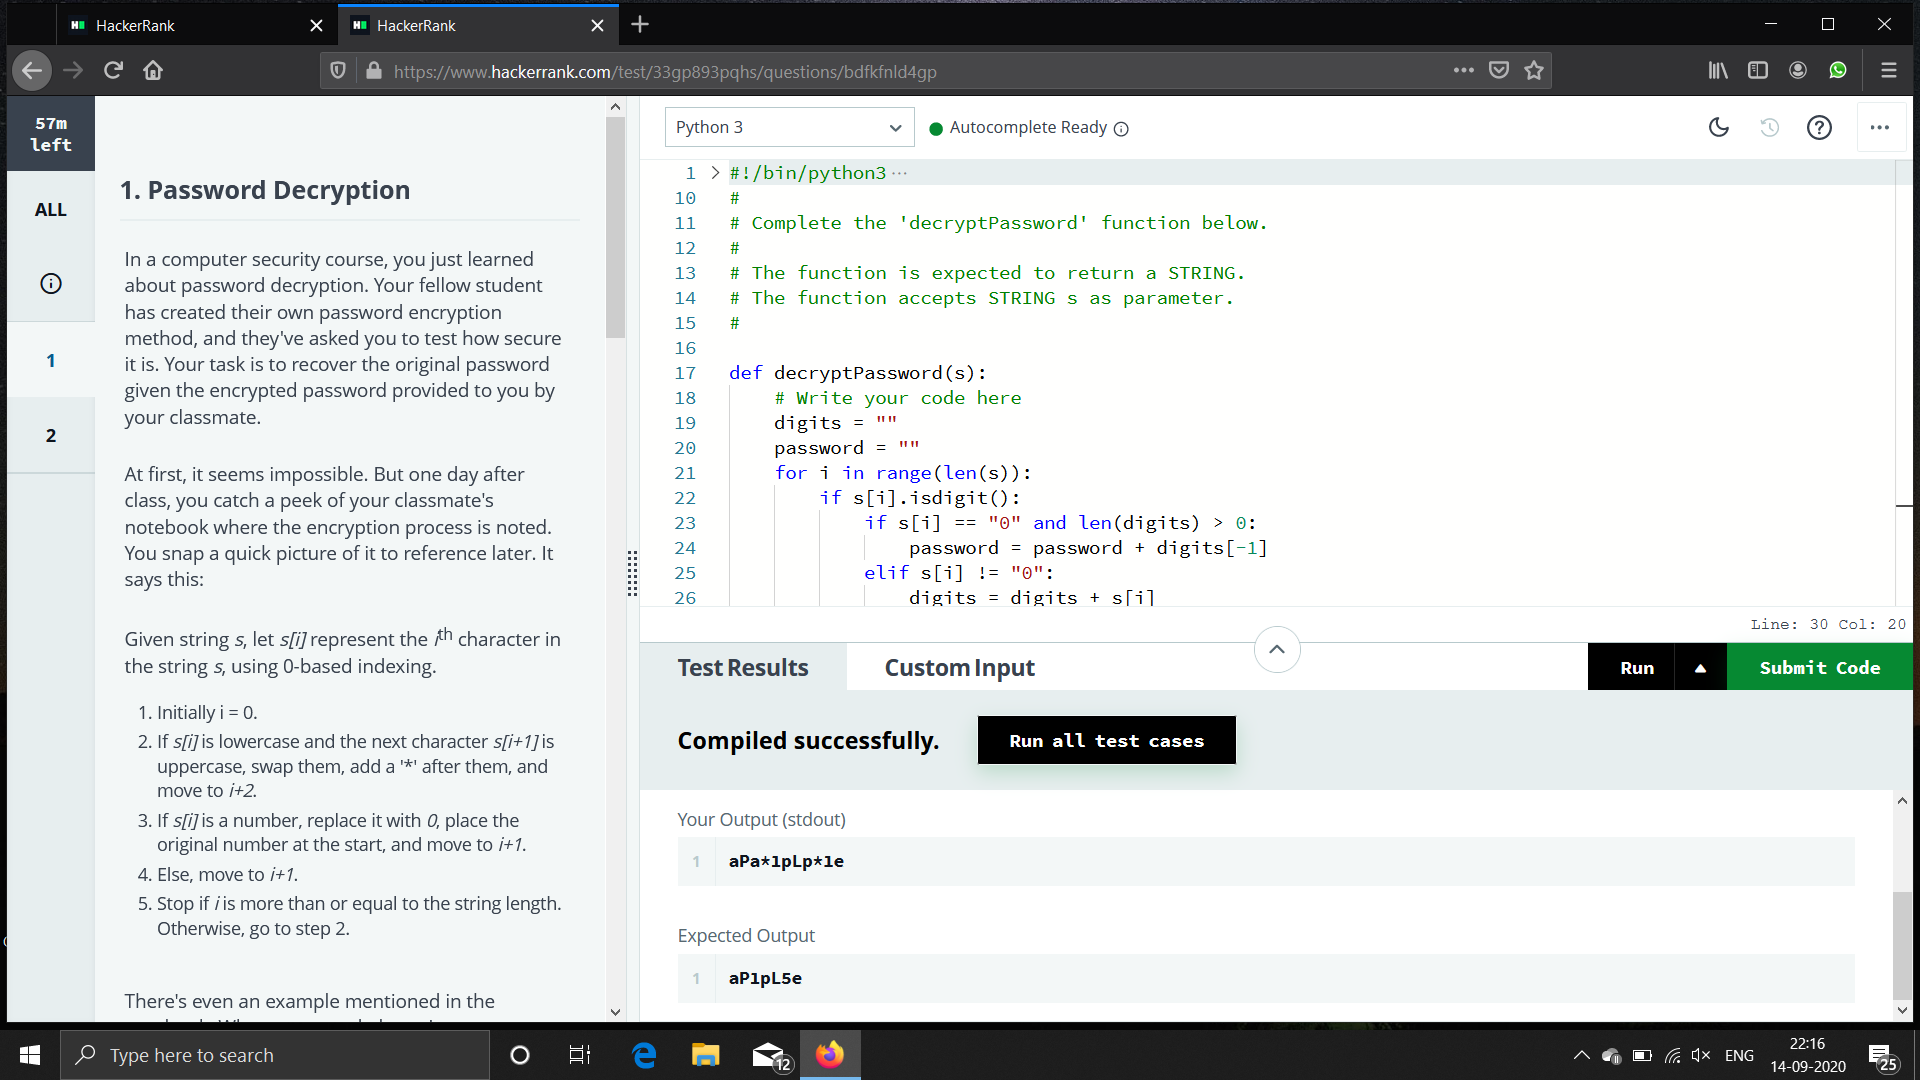 HackerRank
HackerRank
https://www.hackerrank.com/test/33gp893pqhs/questions/bdfkfnld4gp
57m
left
ALL
1
2
1. Password Decryption
In a computer security course, you just learned
about password decryption. Your fellow student
has created their own password encryption
method, and they've asked you to test how secure
it is. Your task is to recover the original password
given the encrypted password provided to you by
your classmate.
At first, it seems impossible. But one day after
class, you catch a peek of your classmate's
notebook where the encryption process is noted.
You snap a quick picture of it to reference later. It
says this:
Given string s, let s[i] represent the ith character in
the string s, using 0-based indexing.
1. Initially i = 0.
2. If s[i] is lowercase and the next character s[i+1] is
uppercase, swap them, add a '*' after them, and
move to i+2.
3. If s[i] is a number, replace it with 0, place the
original number at the start, and move to i+1.
4. Else, move to i+1.
5. Stop if i is more than or equal to the string length.
Otherwise, go to step 2.
There's even an example mentioned in the
Python 3
Autocomplete Ready
1 #!/bin/python3 ...
10 #
11 # Complete the 'decryptPassword' function below.
12 #
13 # The function is expected to return a STRING.
14 # The function accepts STRING s as parameter.
15 #
16
17 def decryptPassword(s):
18 # Write your code here
19 digits = ""
20 password = ""
21 for i in range(len(s)):
22 if s[i].isdigit():
23 if s[i] == "0" and len(digits) > 0:
24 password = password + digits[-1]
25 elif s[i] != "0":
26 digits = digits + s[i]
Line: 30 Col: 20
Test Results
Custom Input
Run
Submit Code
Compiled successfully.
Run all test cases
Your Output (stdout)
1 aPa*1pLp*1e
Expected Output
1 aP1pL5e
Type here to search
12
ENG
22:16
14-09-2020
25